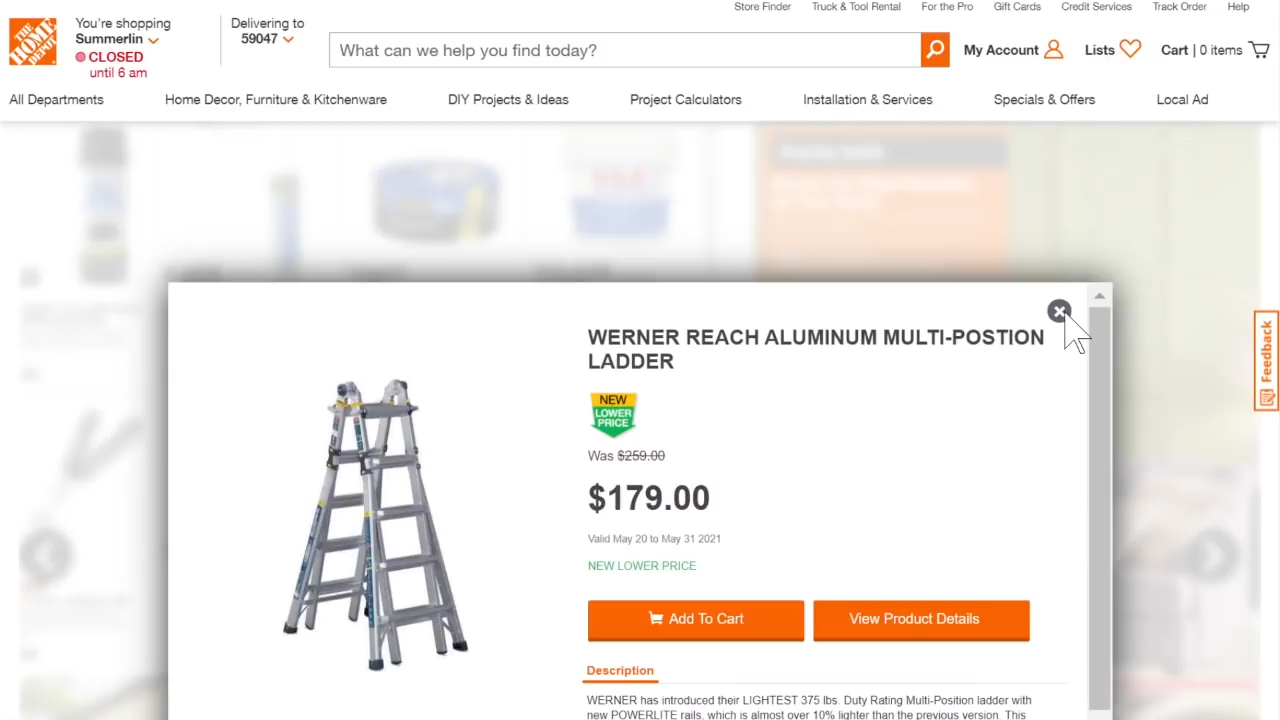 Store Finder Truck & Tool Rental For the Pro Gift Cards Credit Services Track Order Help
THE HOME DEPOT
You're shopping
Summerlin
CLOSED
until 6 am
Delivering to
59047
What can we help you find today?
My Account
Lists
Cart | 0 items
All Departments Home Decor, Furniture & Kitchenware DIY Projects & Ideas Project Calculators Installation & Services Specials & Offers Local Ad
WERNER REACH ALUMINUM MULTI-POSTION
LADDER
NEW
LOWER
PRICE
Was $259.00
$179.00
Valid May 20 to May 31 2021
NEW LOWER PRICE
Add To Cart
View Product Details
Description
WERNER has introduced their LIGHTEST 375 lbs. Duty Rating Multi-Position ladder with
new POWERLITE rails, which is almost over 10% lighter than the previous version. This
Feedback